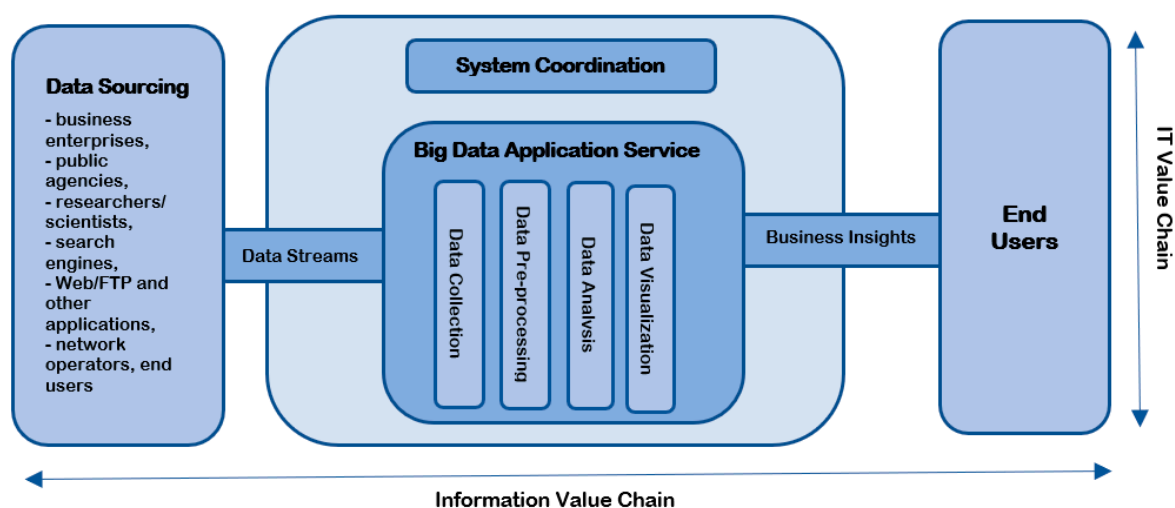 Data Sourcing
- business
enterprises,
- public
agencies,
- researchers/
scientists,
- search
engines,
- Web/FTP and
other
applications,
- network
operators, end
users
Data Streams
System Coordination
Big Data Application Service
Data Collection
Data Pre-processing
Data Analysis
Data Visualization
Business Insights
End
Users
IT Value Chain
Information Value Chain